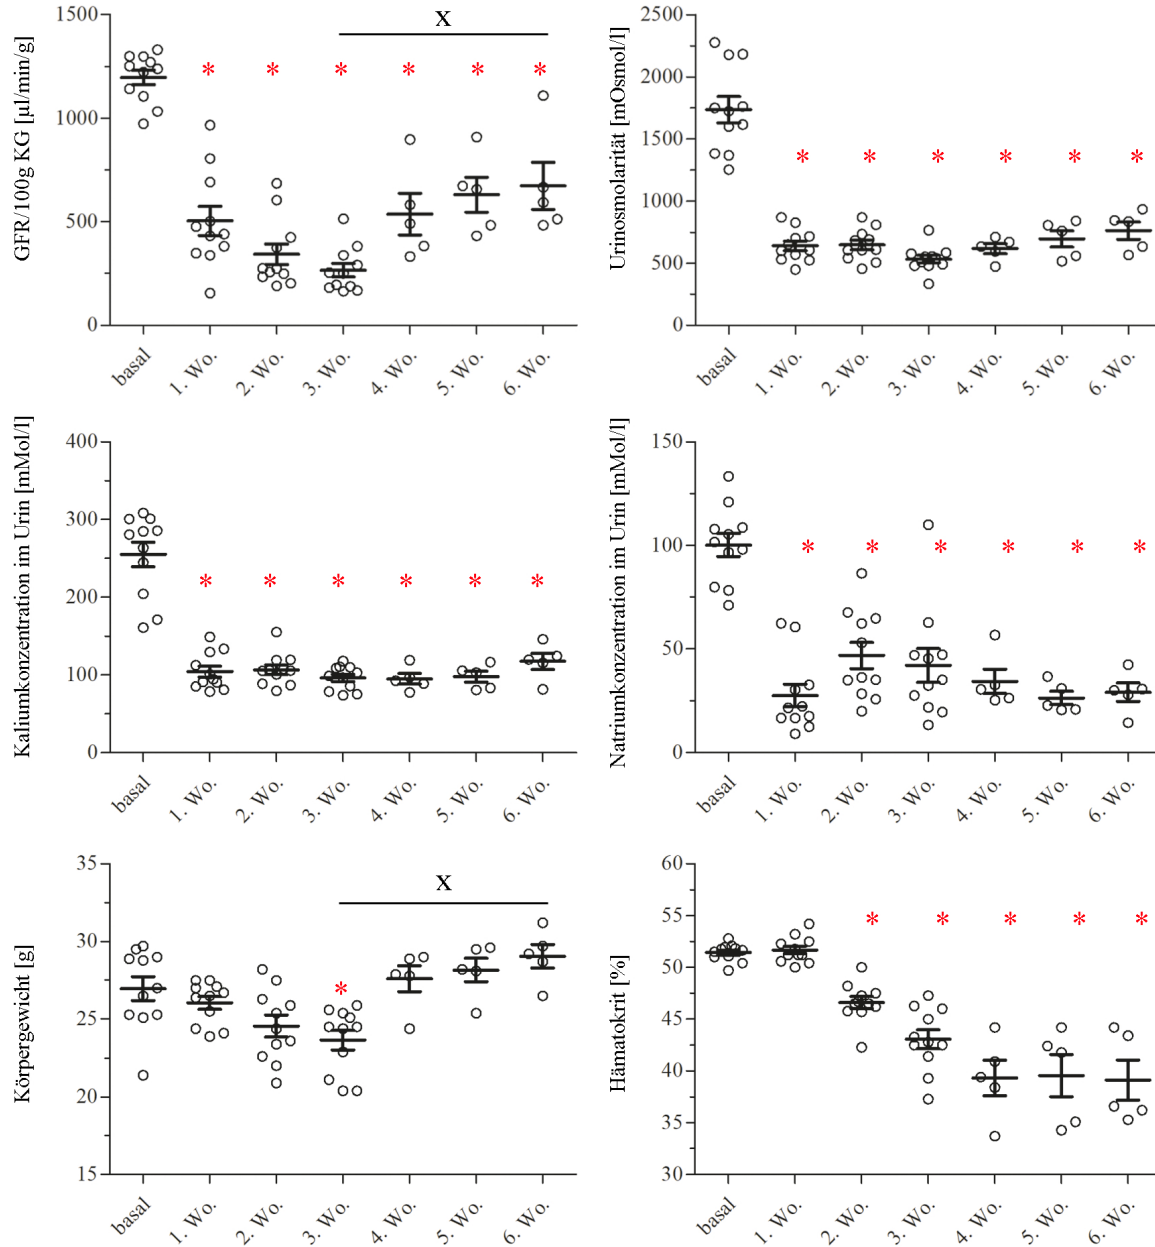 GFR/100g KG [µl/min/g]
1500
1000
500
0
X
* * * * * *
basal 1. Wo. 2. Wo. 3. Wo. 4. Wo. 5. Wo. 6. Wo.
Urinosmolarität [mOsmol/l]
2500
2000
1500
1000
500
0
* * * * * *
basal 1. Wo. 2. Wo. 3. Wo. 4. Wo. 5. Wo. 6. Wo.
Kaliumkonzentration im Urin [mMol/l]
400
300
200
100
0
* * * * * *
basal 1. Wo. 2. Wo. 3. Wo. 4. Wo. 5. Wo. 6. Wo.
Natriumkonzentration im Urin [mMol/l]
150
100
50
0
* * * * * *
basal 1. Wo. 2. Wo. 3. Wo. 4. Wo. 5. Wo. 6. Wo.
Körpergewicht [g]
35
30
25
20
15
X
*
basal 1. Wo. 2. Wo. 3. Wo. 4. Wo. 5. Wo. 6. Wo.
Hämatokrit [%]
60
55
50
45
40
35
30
* * * * *
basal 1. Wo. 2. Wo. 3. Wo. 4. Wo. 5. Wo. 6. Wo.